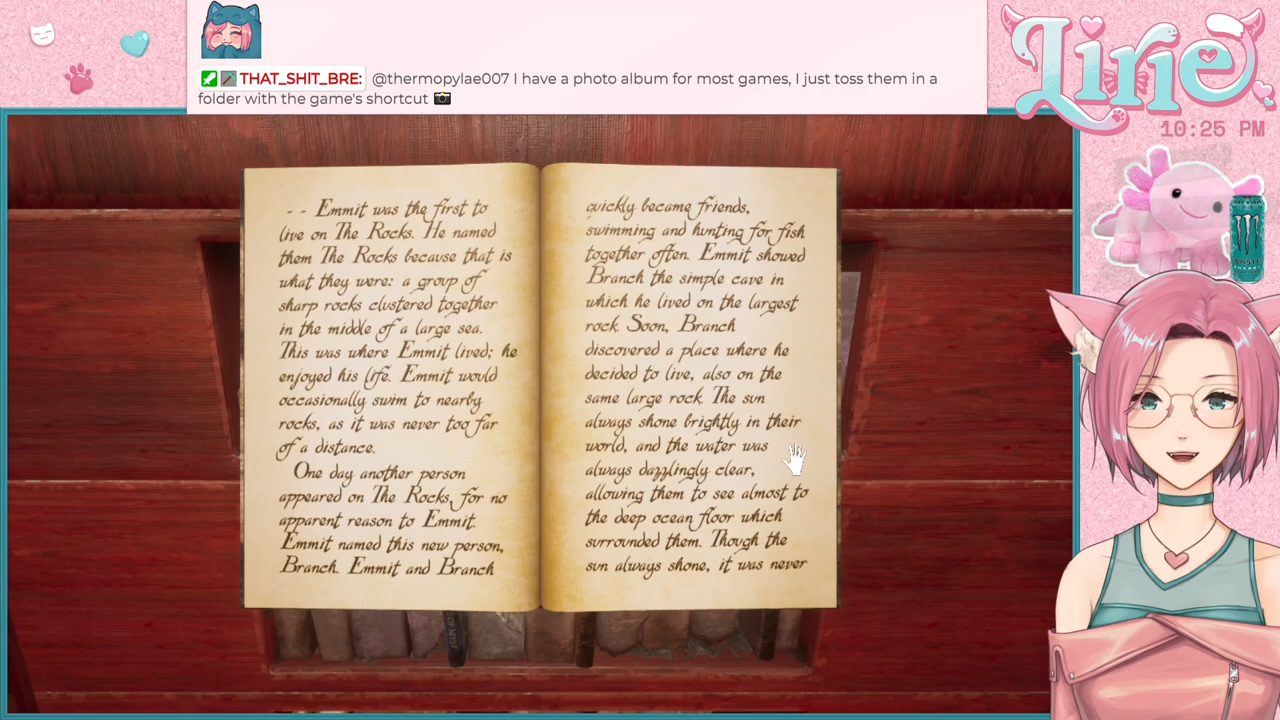 THAT_SHIT_BRE: @thermopylae007 I have a photo album for most games, I just toss them in a
folder with the game's shortcut
Lirie
10:25 PM
- - Emmit was the first to
live on The Rocks. He named
them The Rocks because that is
what they were: a group of
sharp rocks clustered together
in the middle of a large sea.
This was where Emmit lived; he
enjoyed his life. Emmit would
occasionally swim to nearby
rocks, as it was never too far
of a distance.
One day another person
appeared on The Rocks, for no
apparent reason to Emmit.
Emmit named this new person,
Branch. Emmit and Branch
quickly became friends,
swimming and hunting for fish
together often. Emmit showed
Branch the simple cave in
which he lived on the largest
rock. Soon, Branch
discovered a place where he
decided to live, also on the
same large rock. The sun
always shone brightly in their
world, and the water was
always dazzlingly clear,
allowing them to see almost to
the deep ocean floor which
surrounded them. Though the
sun always shone, it was never